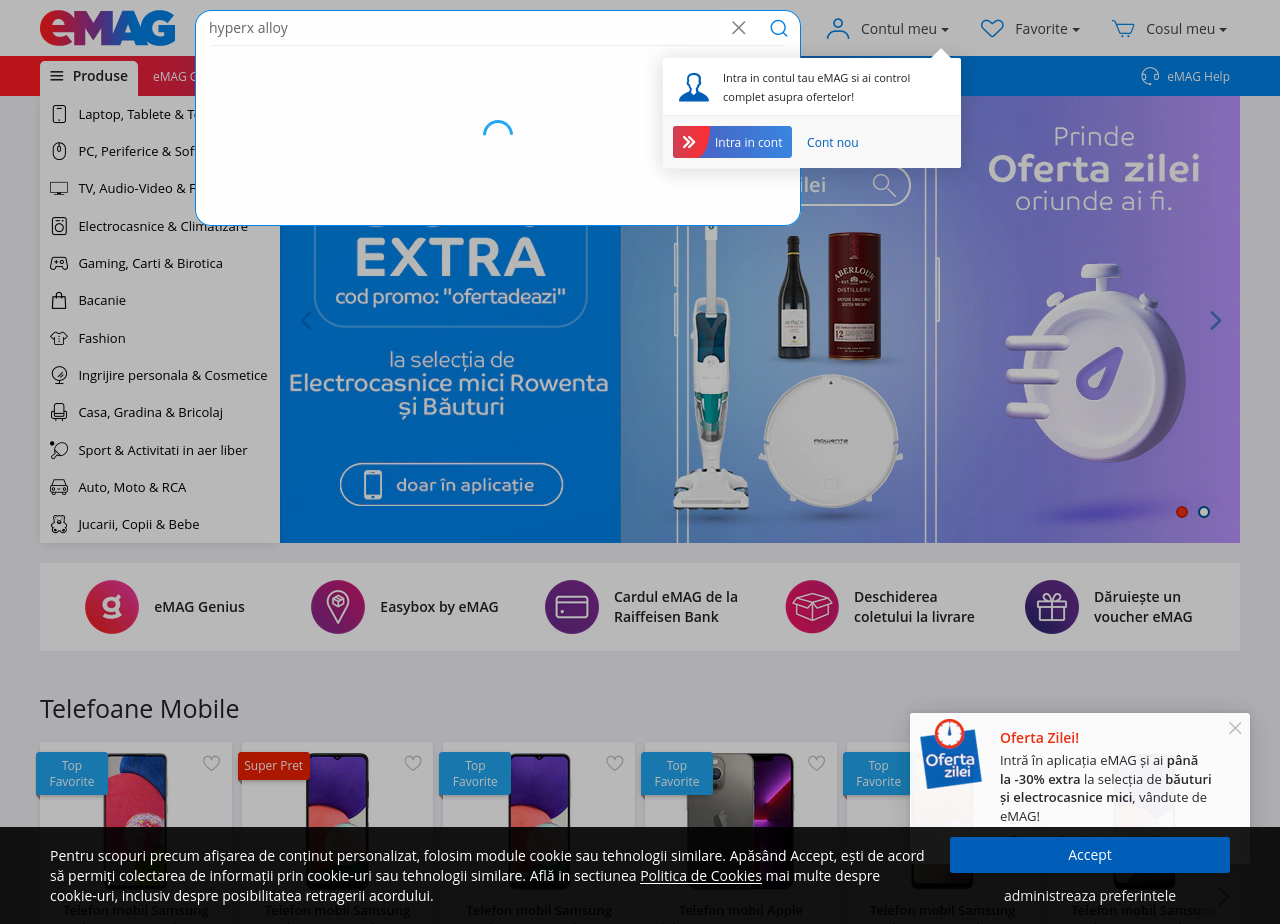 eMAG
hyperx alloy
Contul meu
Favorite
Cosul meu
Produse
eMAG G
eMAG Help
Intra in contul tau eMAG si ai control
complet asupra ofertelor!
Intra in cont
Cont nou
Laptop, Tablete & Te
PC, Periferice & Sof
TV, Audio-Video & F
Electrocasnice & Climatizare
Gaming, Carti & Birotica
Bacanie
Fashion
Ingrijire personala & Cosmetice
Casa, Gradina & Bricolaj
Sport & Activitati in aer liber
Auto, Moto & RCA
Jucarii, Copii & Bebe
EXTRA
cod promo: "ofertadeazi"
la selecția de
Electrocasnice mici Rowenta
și Băuturi
doar în aplicație
zilei
ABERLOUR
DISTILLERY
12
ROWENTA
Prinde
Oferta zilei
oriunde ai fi.
eMAG Genius
Easybox by eMAG
Cardul eMAG de la
Raiffeisen Bank
Deschiderea
coletului la livrare
Dăruiește un
voucher eMAG
Telefoane Mobile
Top
Favorite
Super Pret
Top
Favorite
Top
Favorite
Top
Favorite
Oferta
zilei
Oferta Zilei!
Intră în aplicația eMAG și ai până
la -30% extra la selecția de băuturi
și electrocasnice mici, vândute de
eMAG!
Pentru scopuri precum afișarea de conținut personalizat, folosim module cookie sau tehnologii similare. Apăsând Accept, ești de acord
să permiți colectarea de informații prin cookie-uri sau tehnologii similare. Află in sectiunea Politica de Cookies mai multe despre
cookie-uri, inclusiv despre posibilitatea retragerii acordului.
Accept
administreaza preferintele
Telefon mobil Samsung
Telefon mobil Samsung
Telefon mobil Samsung
Telefon mobil Apple
Telefon mobil Samsung
Telefon mobil Samsung